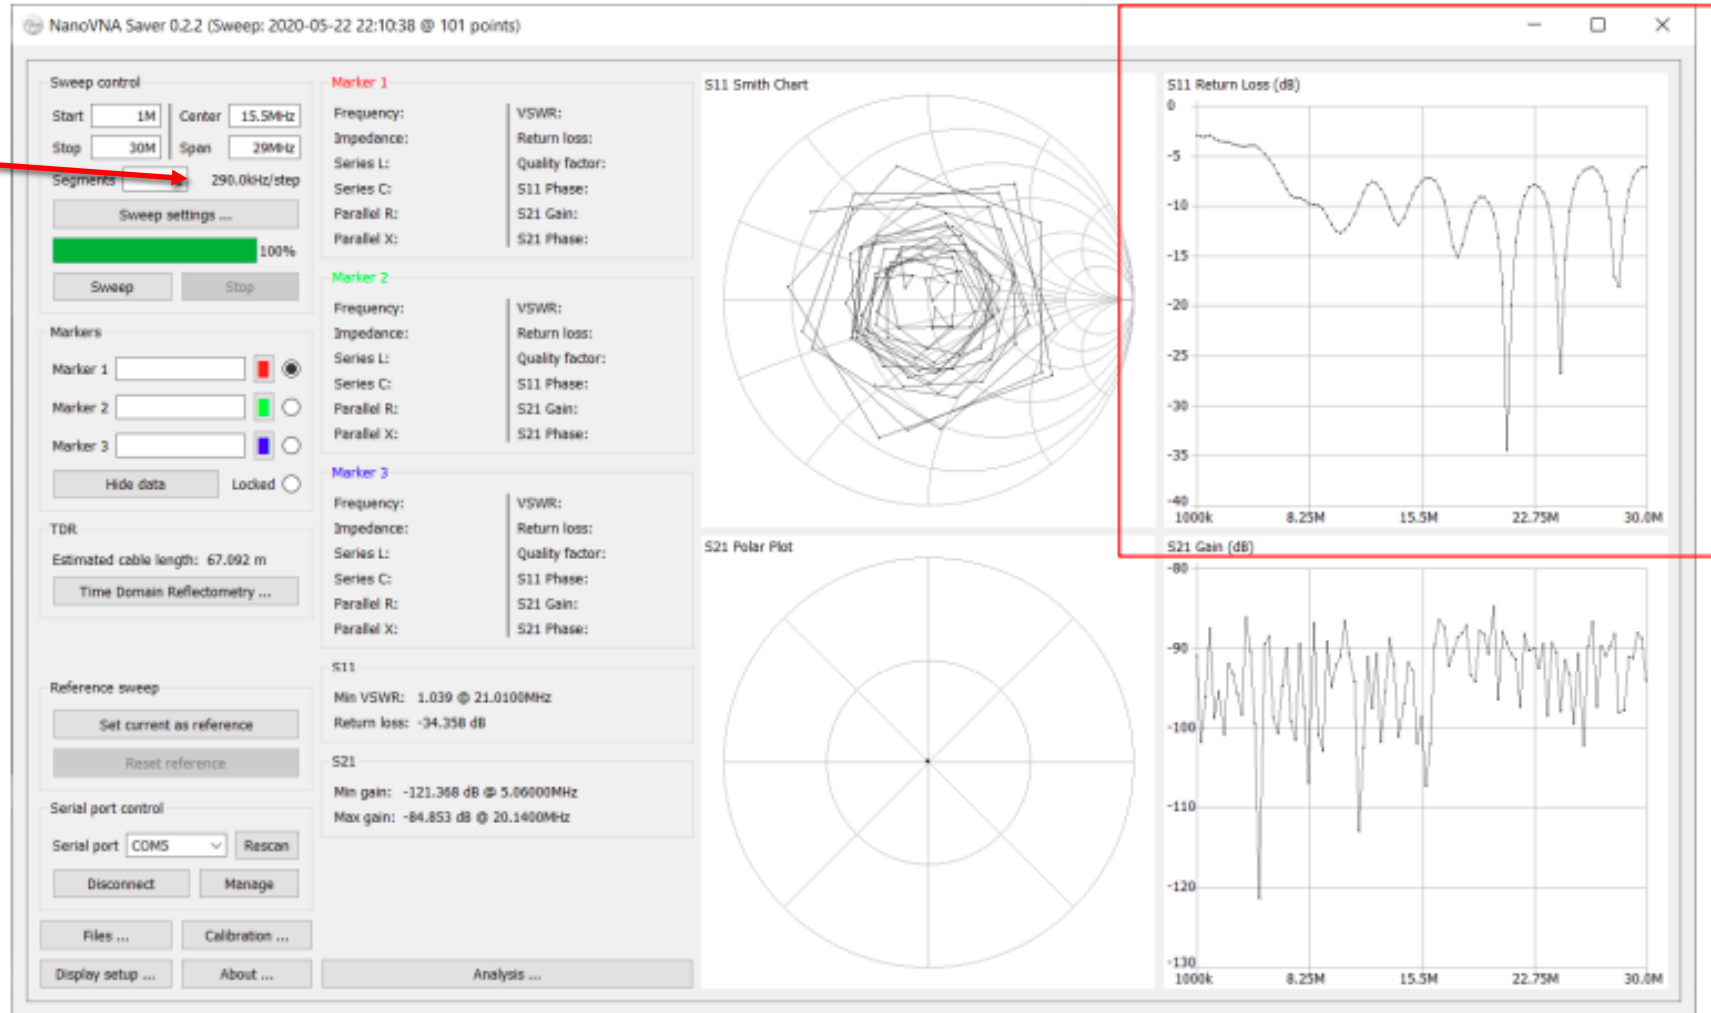 NanoVNA Saver 0.2.2 (Sweep: 2020-05-22 22:10:38 @ 101 points)
Sweep control
Start 1M Center 15.5MHz
Stop 30M Span 29MHz
Segments 290.0kHz/step
Sweep settings ...
100%
Sweep Stop
Markers
Marker 1
Marker 2
Marker 3
Hide data Locked
TDR
Estimated cable length: 67.092 m
Time Domain Reflectometry ...
Reference sweep
Set current as reference
Reset reference
Serial port control
Serial port COM5 Rescan
Disconnect Manage
Files ... Calibration ...
Display setup ... About ...
Marker 1
Frequency: VSWR:
Impedance: Return loss:
Series L: Quality factor:
Series C: S11 Phase:
Parallel R: S21 Gain:
Parallel X: S21 Phase:
Marker 2
Frequency: VSWR:
Impedance: Return loss:
Series L: Quality factor:
Series C: S11 Phase:
Parallel R: S21 Gain:
Parallel X: S21 Phase:
Marker 3
Frequency: VSWR:
Impedance: Return loss:
Series L: Quality factor:
Series C: S11 Phase:
Parallel R: S21 Gain:
Parallel X: S21 Phase:
S11
Min VSWR: 1.039 @ 21.0100MHz
Return loss: -34.358 dB
S21
Min gain: -121.368 dB @ 5.06000MHz
Max gain: -84.853 dB @ 20.1400MHz
Analysis ...
S11 Smith Chart
S11 Return Loss (dB)
0
-5
-10
-15
-20
-25
-30
-35
-40
1000k 8.25M 15.5M 22.75M 30.0M
S21 Polar Plot
S21 Gain (dB)
-80
-90
-100
-110
-120
-130
1000k 8.25M 15.5M 22.75M 30.0M